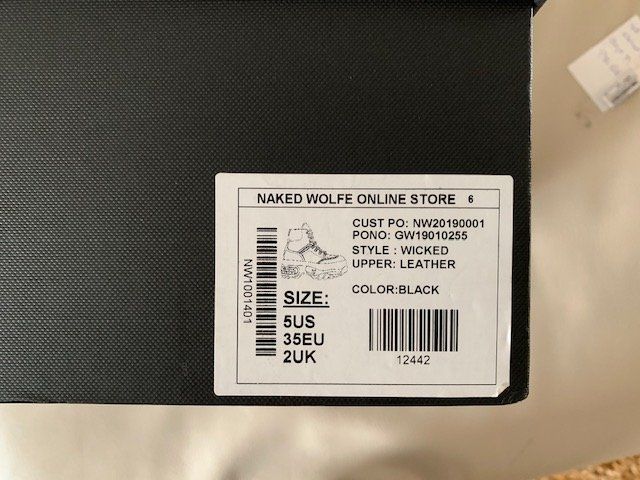 NAKED WOLFE ONLINE STORE 6
CUST PO: NW20190001
PONO: GW19010255
STYLE : WICKED
UPPER: LEATHER
COLOR:BLACK
NW1001401
SIZE:
5US
35EU
2UK
12442